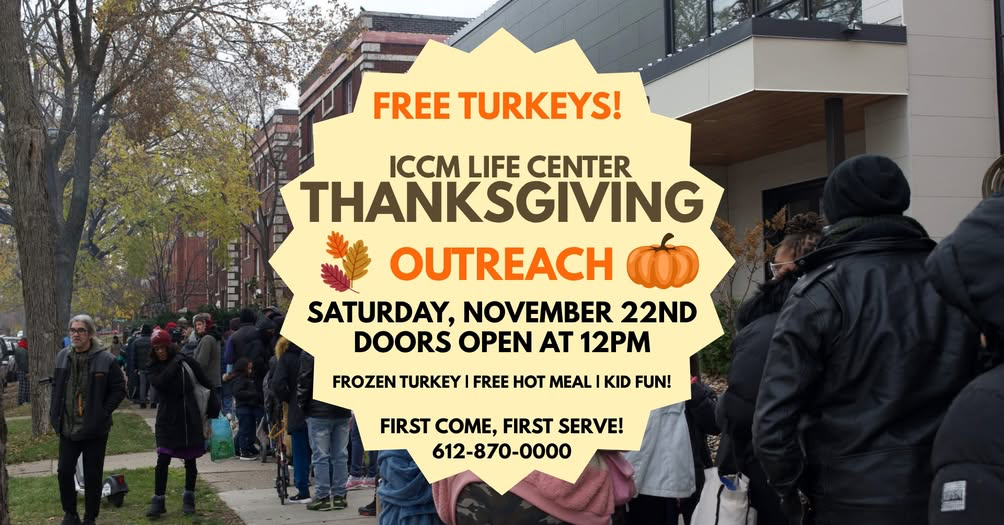 FREE TURKEYS!
ICCM LIFE CENTER
THANKSGIVING
OUTREACH
SATURDAY, NOVEMBER 22ND
DOORS OPEN AT 12PM
FROZEN TURKEY | FREE HOT MEAL | KID FUN!
FIRST COME, FIRST SERVE!
612-870-0000